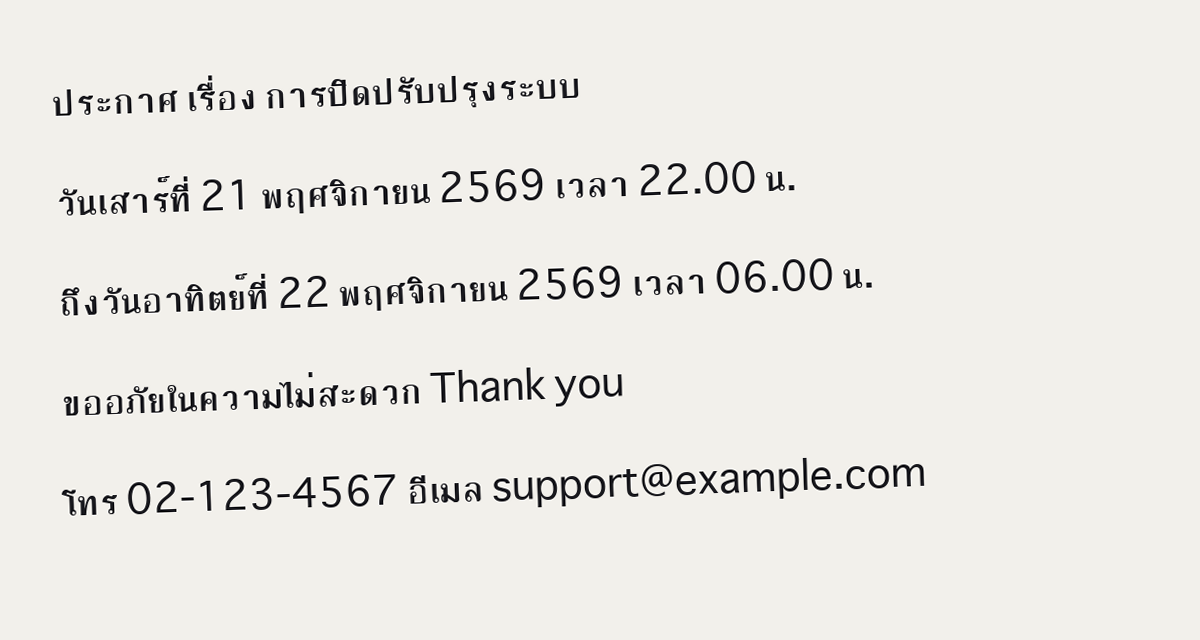 ประกาศ เรื่อง การปิดปรับปรุงระบบ
วันเสาร์ที่ 21 พฤศจิกายน 2569 เวลา 22.00 น.
ถึงวันอาทิตย์ที่ 22 พฤศจิกายน 2569 เวลา 06.00 น.
ขออภัยในความไม่สะดวก Thank you
โทร 02-123-4567 อีเมล support@example.com